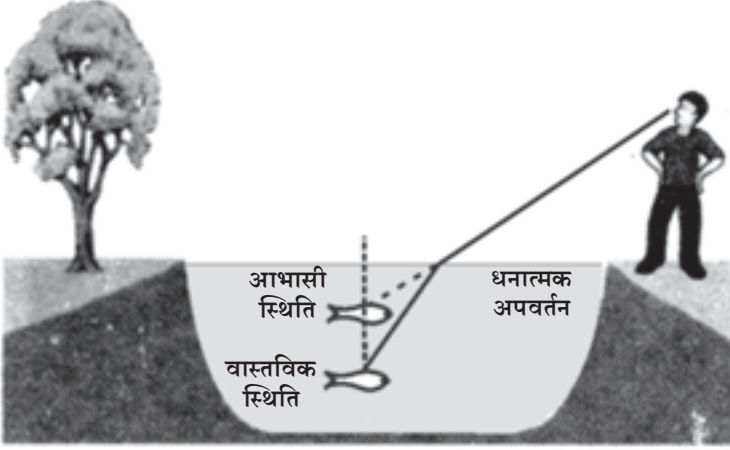 आभासी
स्थिति
धनात्मक
अपवर्तन
वास्तविक
स्थिति